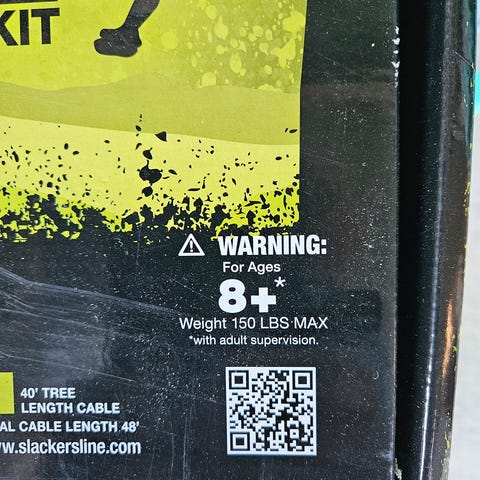 KIT
WARNING:
For Ages
8+*
Weight 150 LBS MAX
*with adult supervision.
40' TREE
LENGTH CABLE
AL CABLE LENGTH 48'
w.slackersline.com